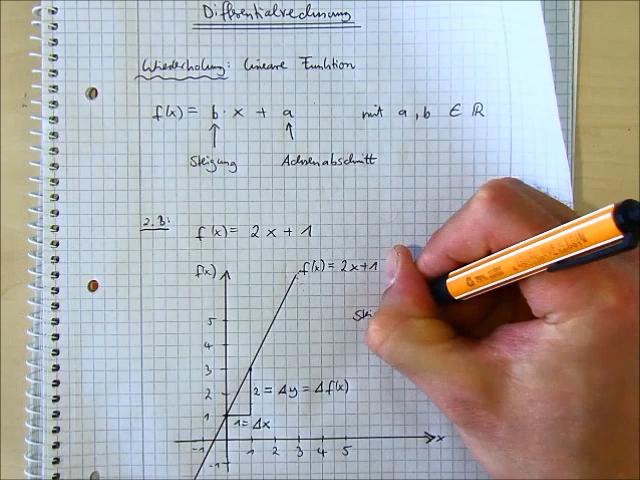 Differentialrechnung
Wiederholung: lineare Funktion
f(x) = b · x + a mit a, b ∈ ℝ
Steigung Achsenabschnitt
z.B.: f(x) = 2x + 1
f(x) f(x) = 2x+1
5
4
3
2 2 = Δy = Δf(x)
1 1 = Δx
-1 1 2 3 4 5 x
-1